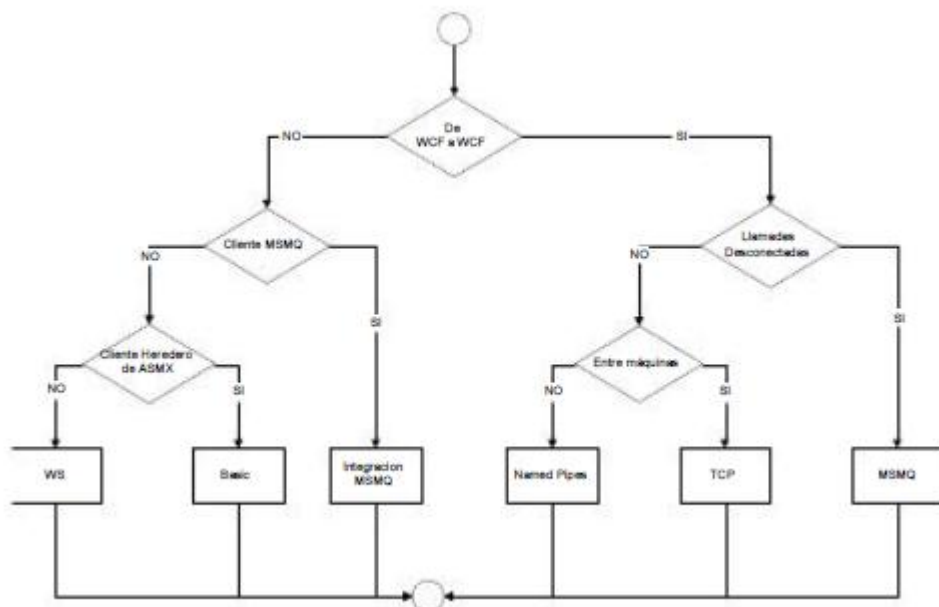 De
WCF a WCF
NO
SI
Cliente MSMQ
Llamadas
Desconectadas
NO
SI
NO
SI
Cliente Heredero
de ASMX
Entre máquinas
NO
SI
NO
SI
WS
Basic
Integracion
MSMQ
Named Pipes
TCP
MSMQ